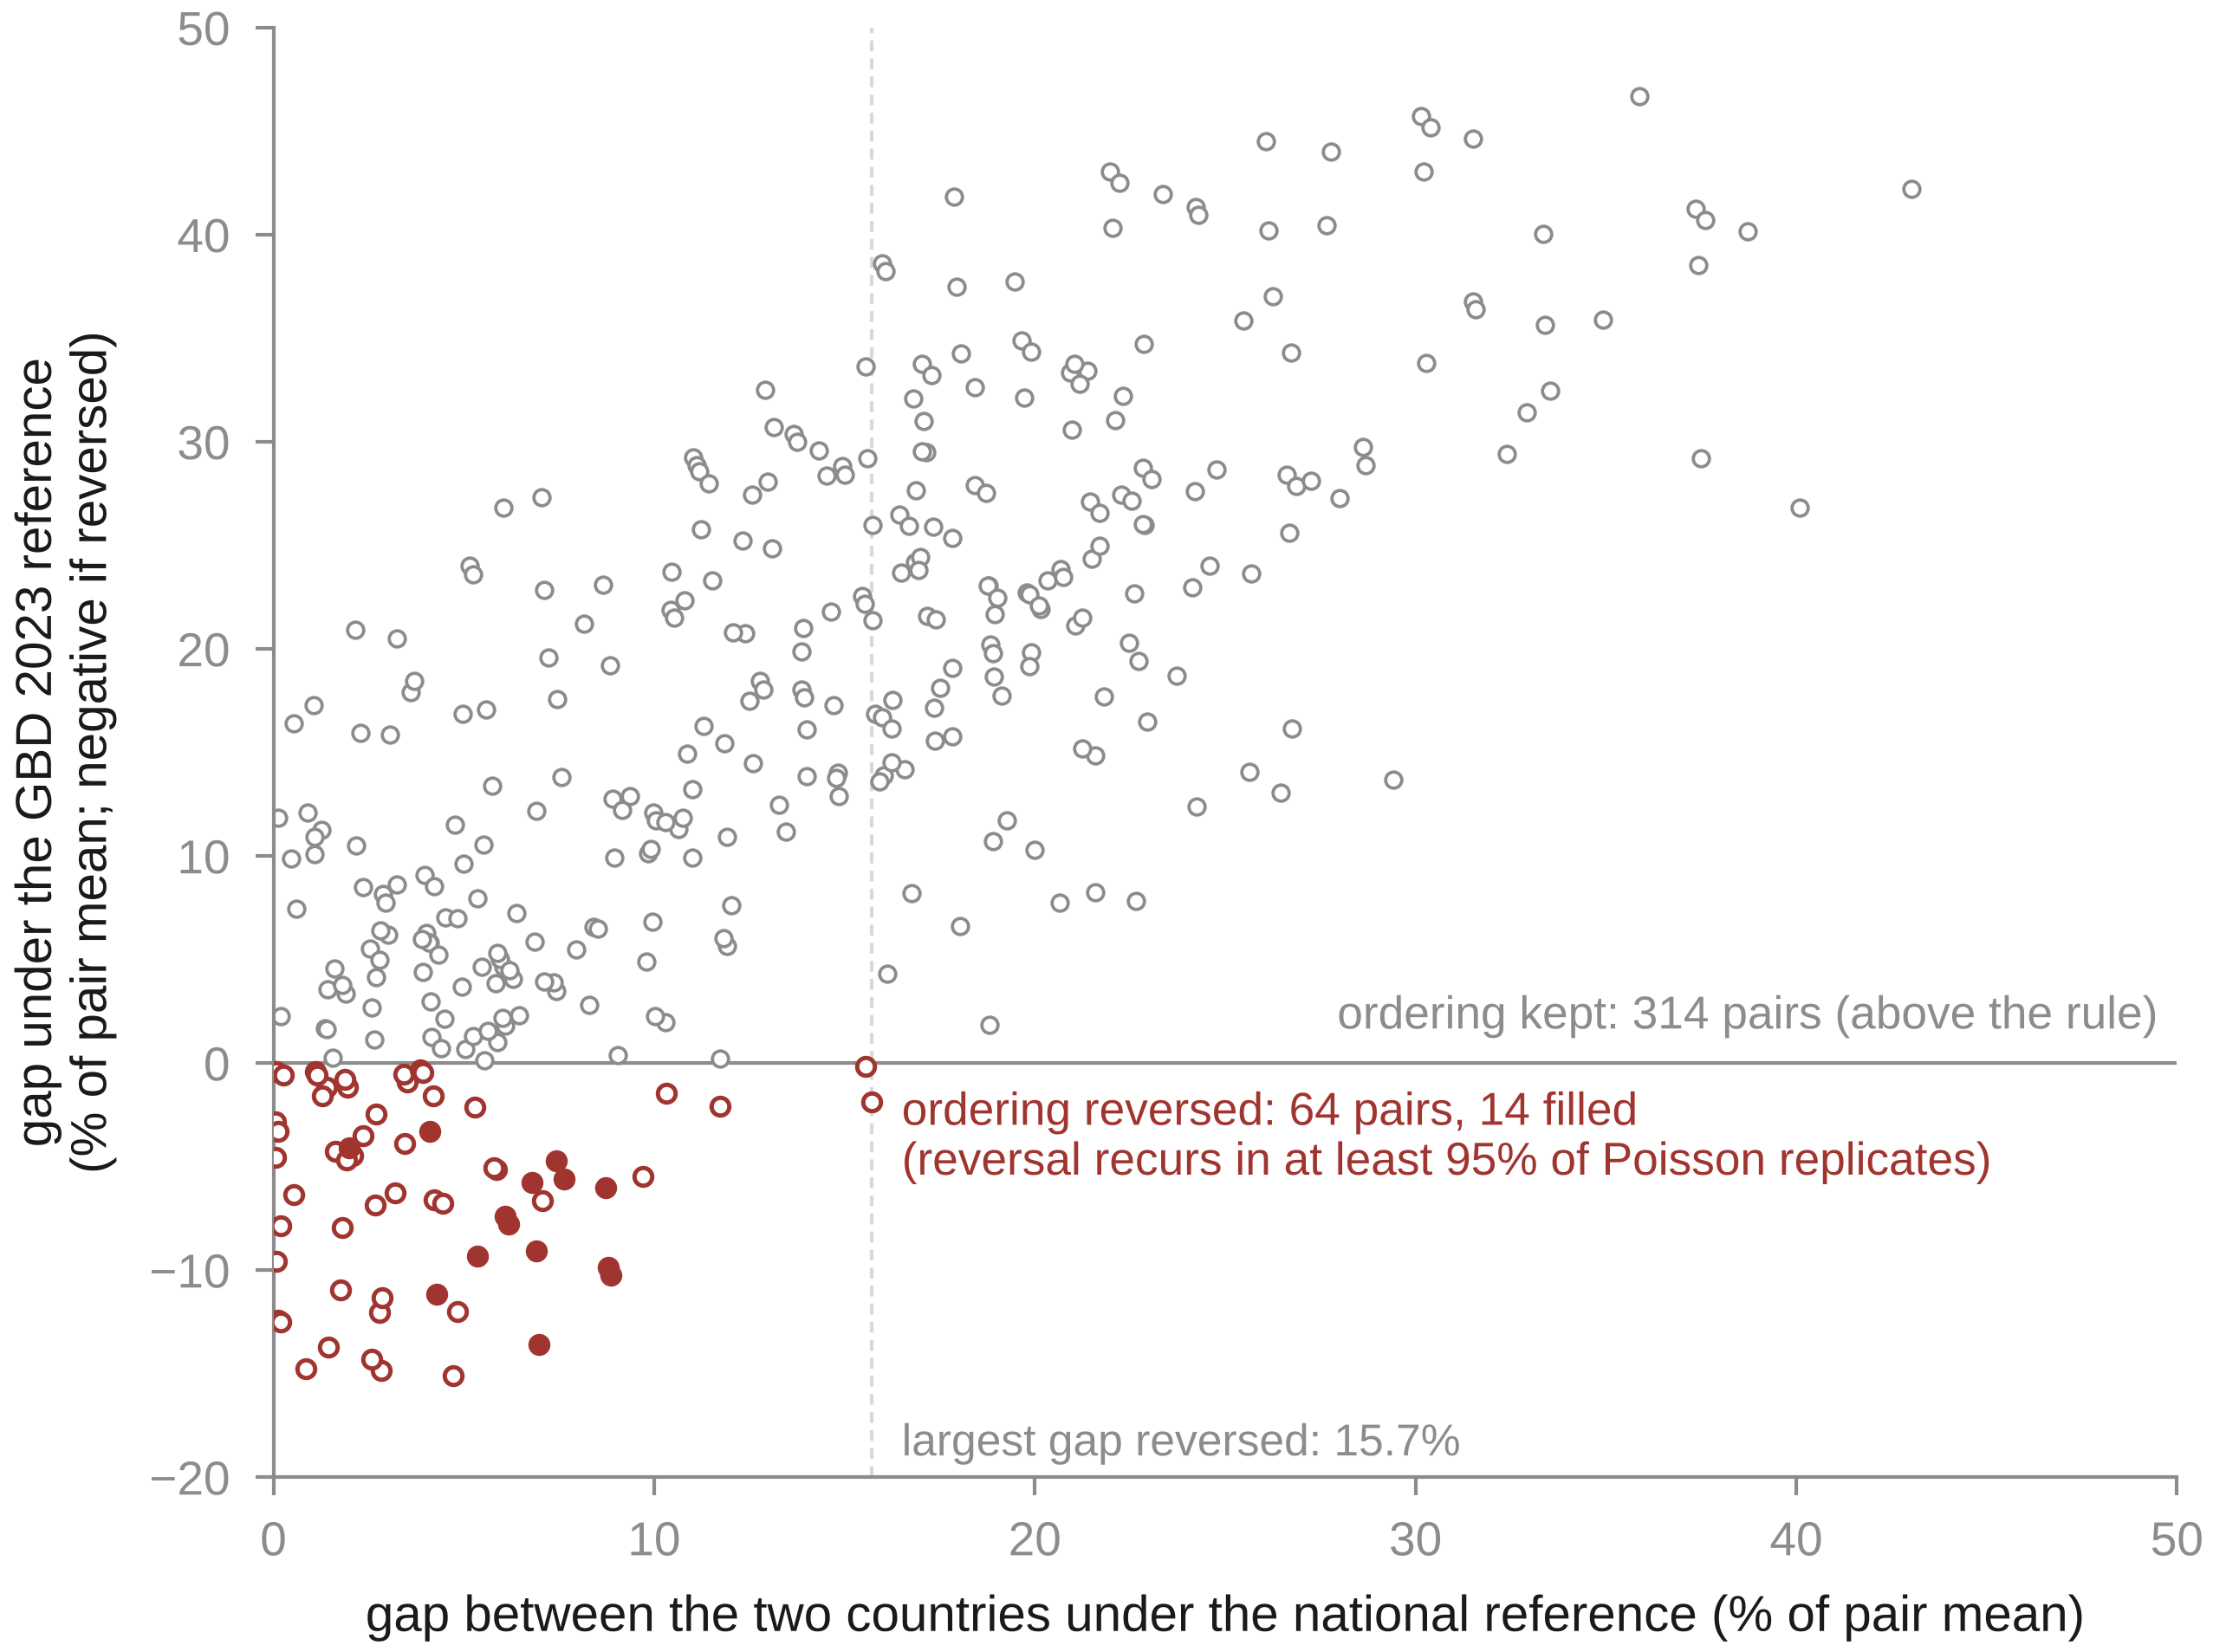 gap under the GBD 2023 reference
(% of pair mean; negative if reversed)
50
40
30
20
10
0
−10
−20
ordering kept: 314 pairs (above the rule)
ordering reversed: 64 pairs, 14 filled
(reversal recurs in at least 95% of Poisson replicates)
largest gap reversed: 15.7%
0 10 20 30 40 50
gap between the two countries under the national reference (% of pair mean)